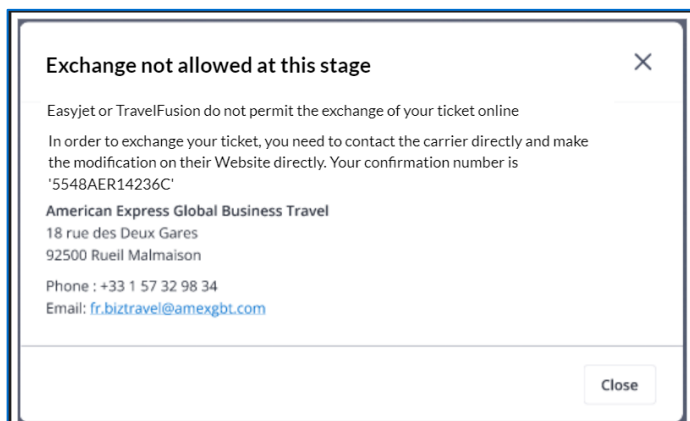 Exchange not allowed at this stage
Easyjet or TravelFusion do not permit the exchange of your ticket online
In order to exchange your ticket, you need to contact the carrier directly and make
the modification on their Website directly. Your confirmation number is
'5548AER14236C'
American Express Global Business Travel
18 rue des Deux Gares
92500 Rueil Malmaison
Phone : +33 1 57 32 98 34
Email: fr.biztravel@amexgbt.com
Close